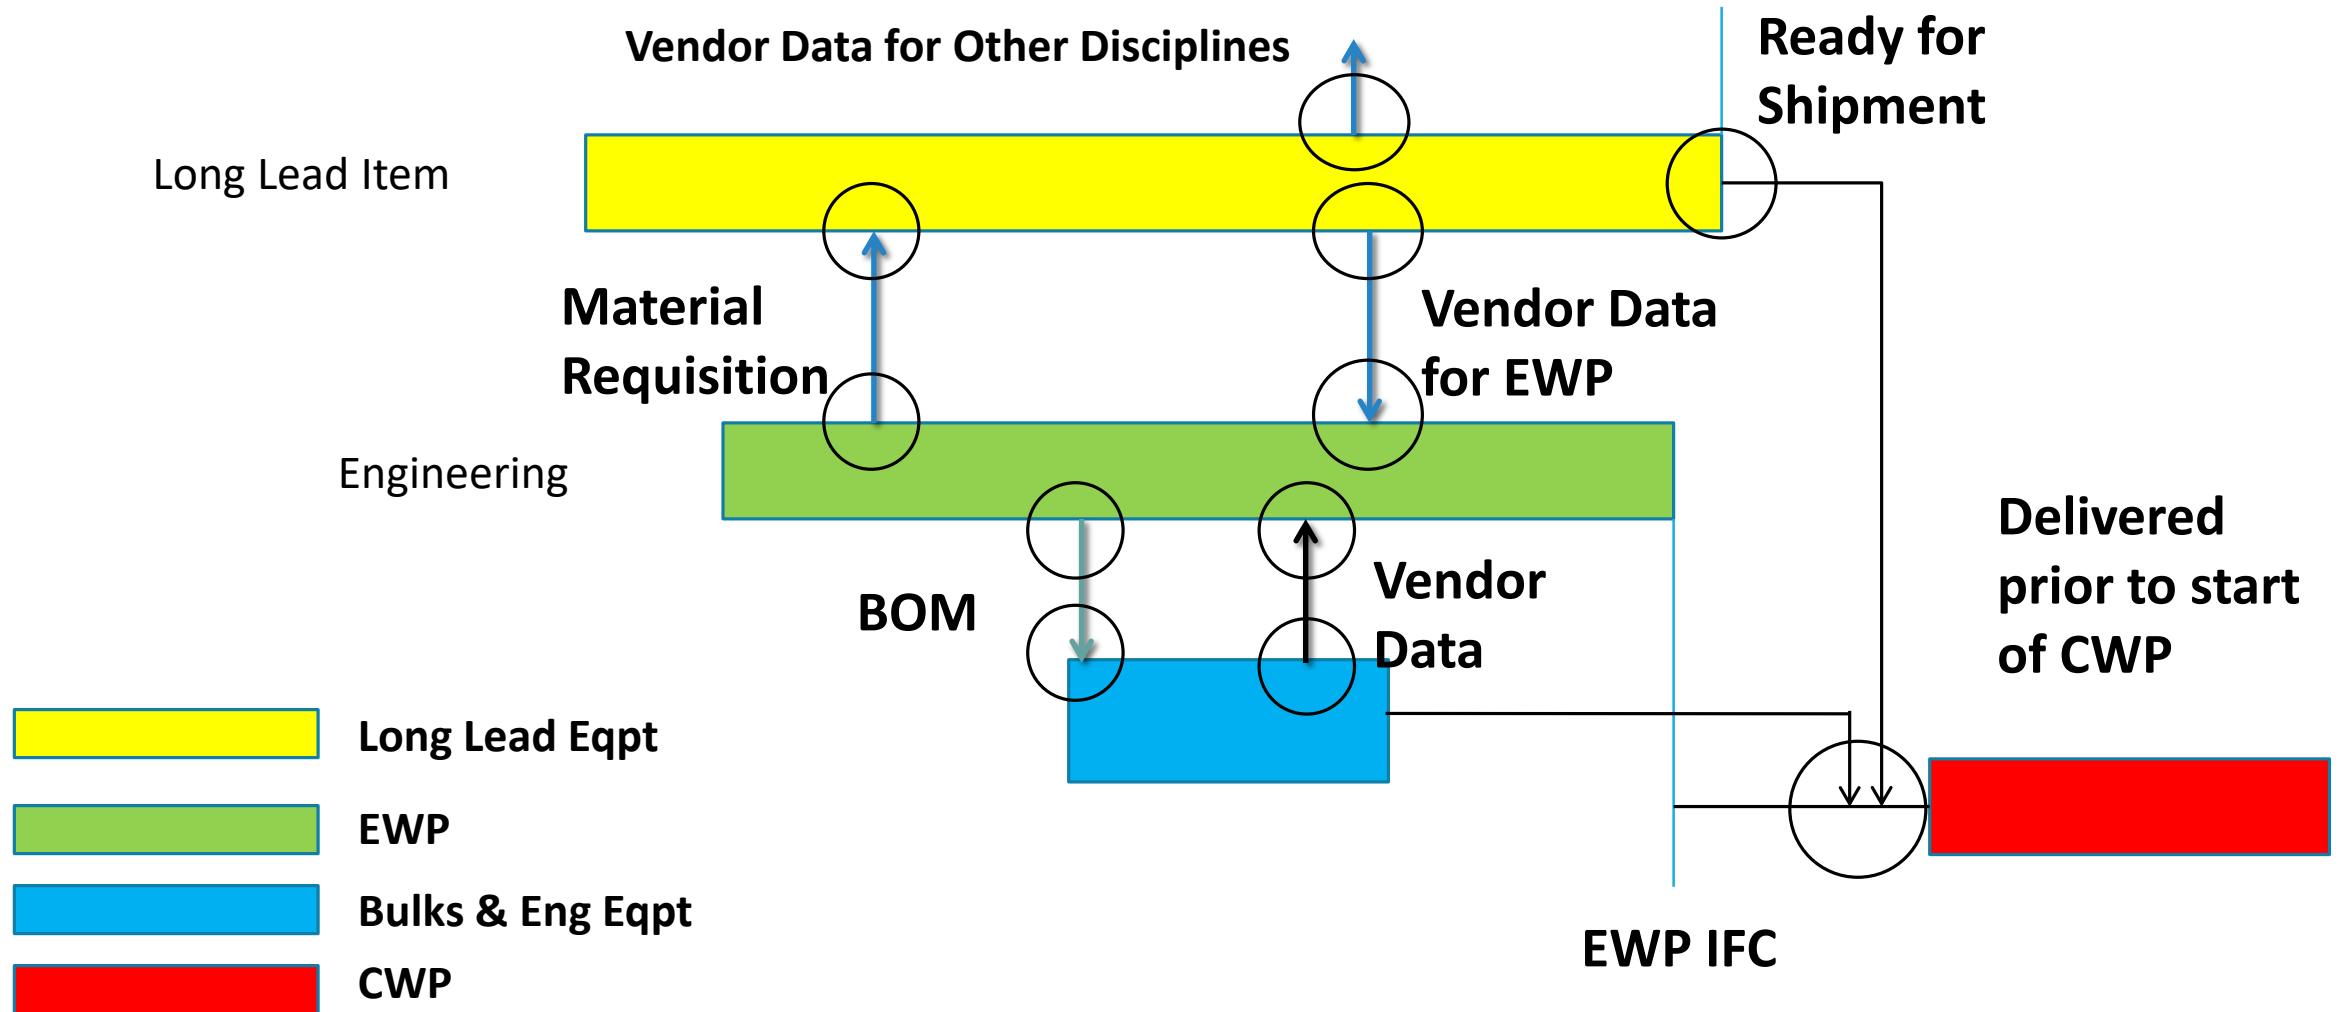 Vendor Data for Other Disciplines
Ready for
Shipment
Long Lead Item
Material
Requisition
Vendor Data
for EWP
Engineering
Delivered
prior to start
of CWP
BOM
Vendor
Data
Long Lead Eqpt
EWP
Bulks & Eng Eqpt
CWP
EWP IFC